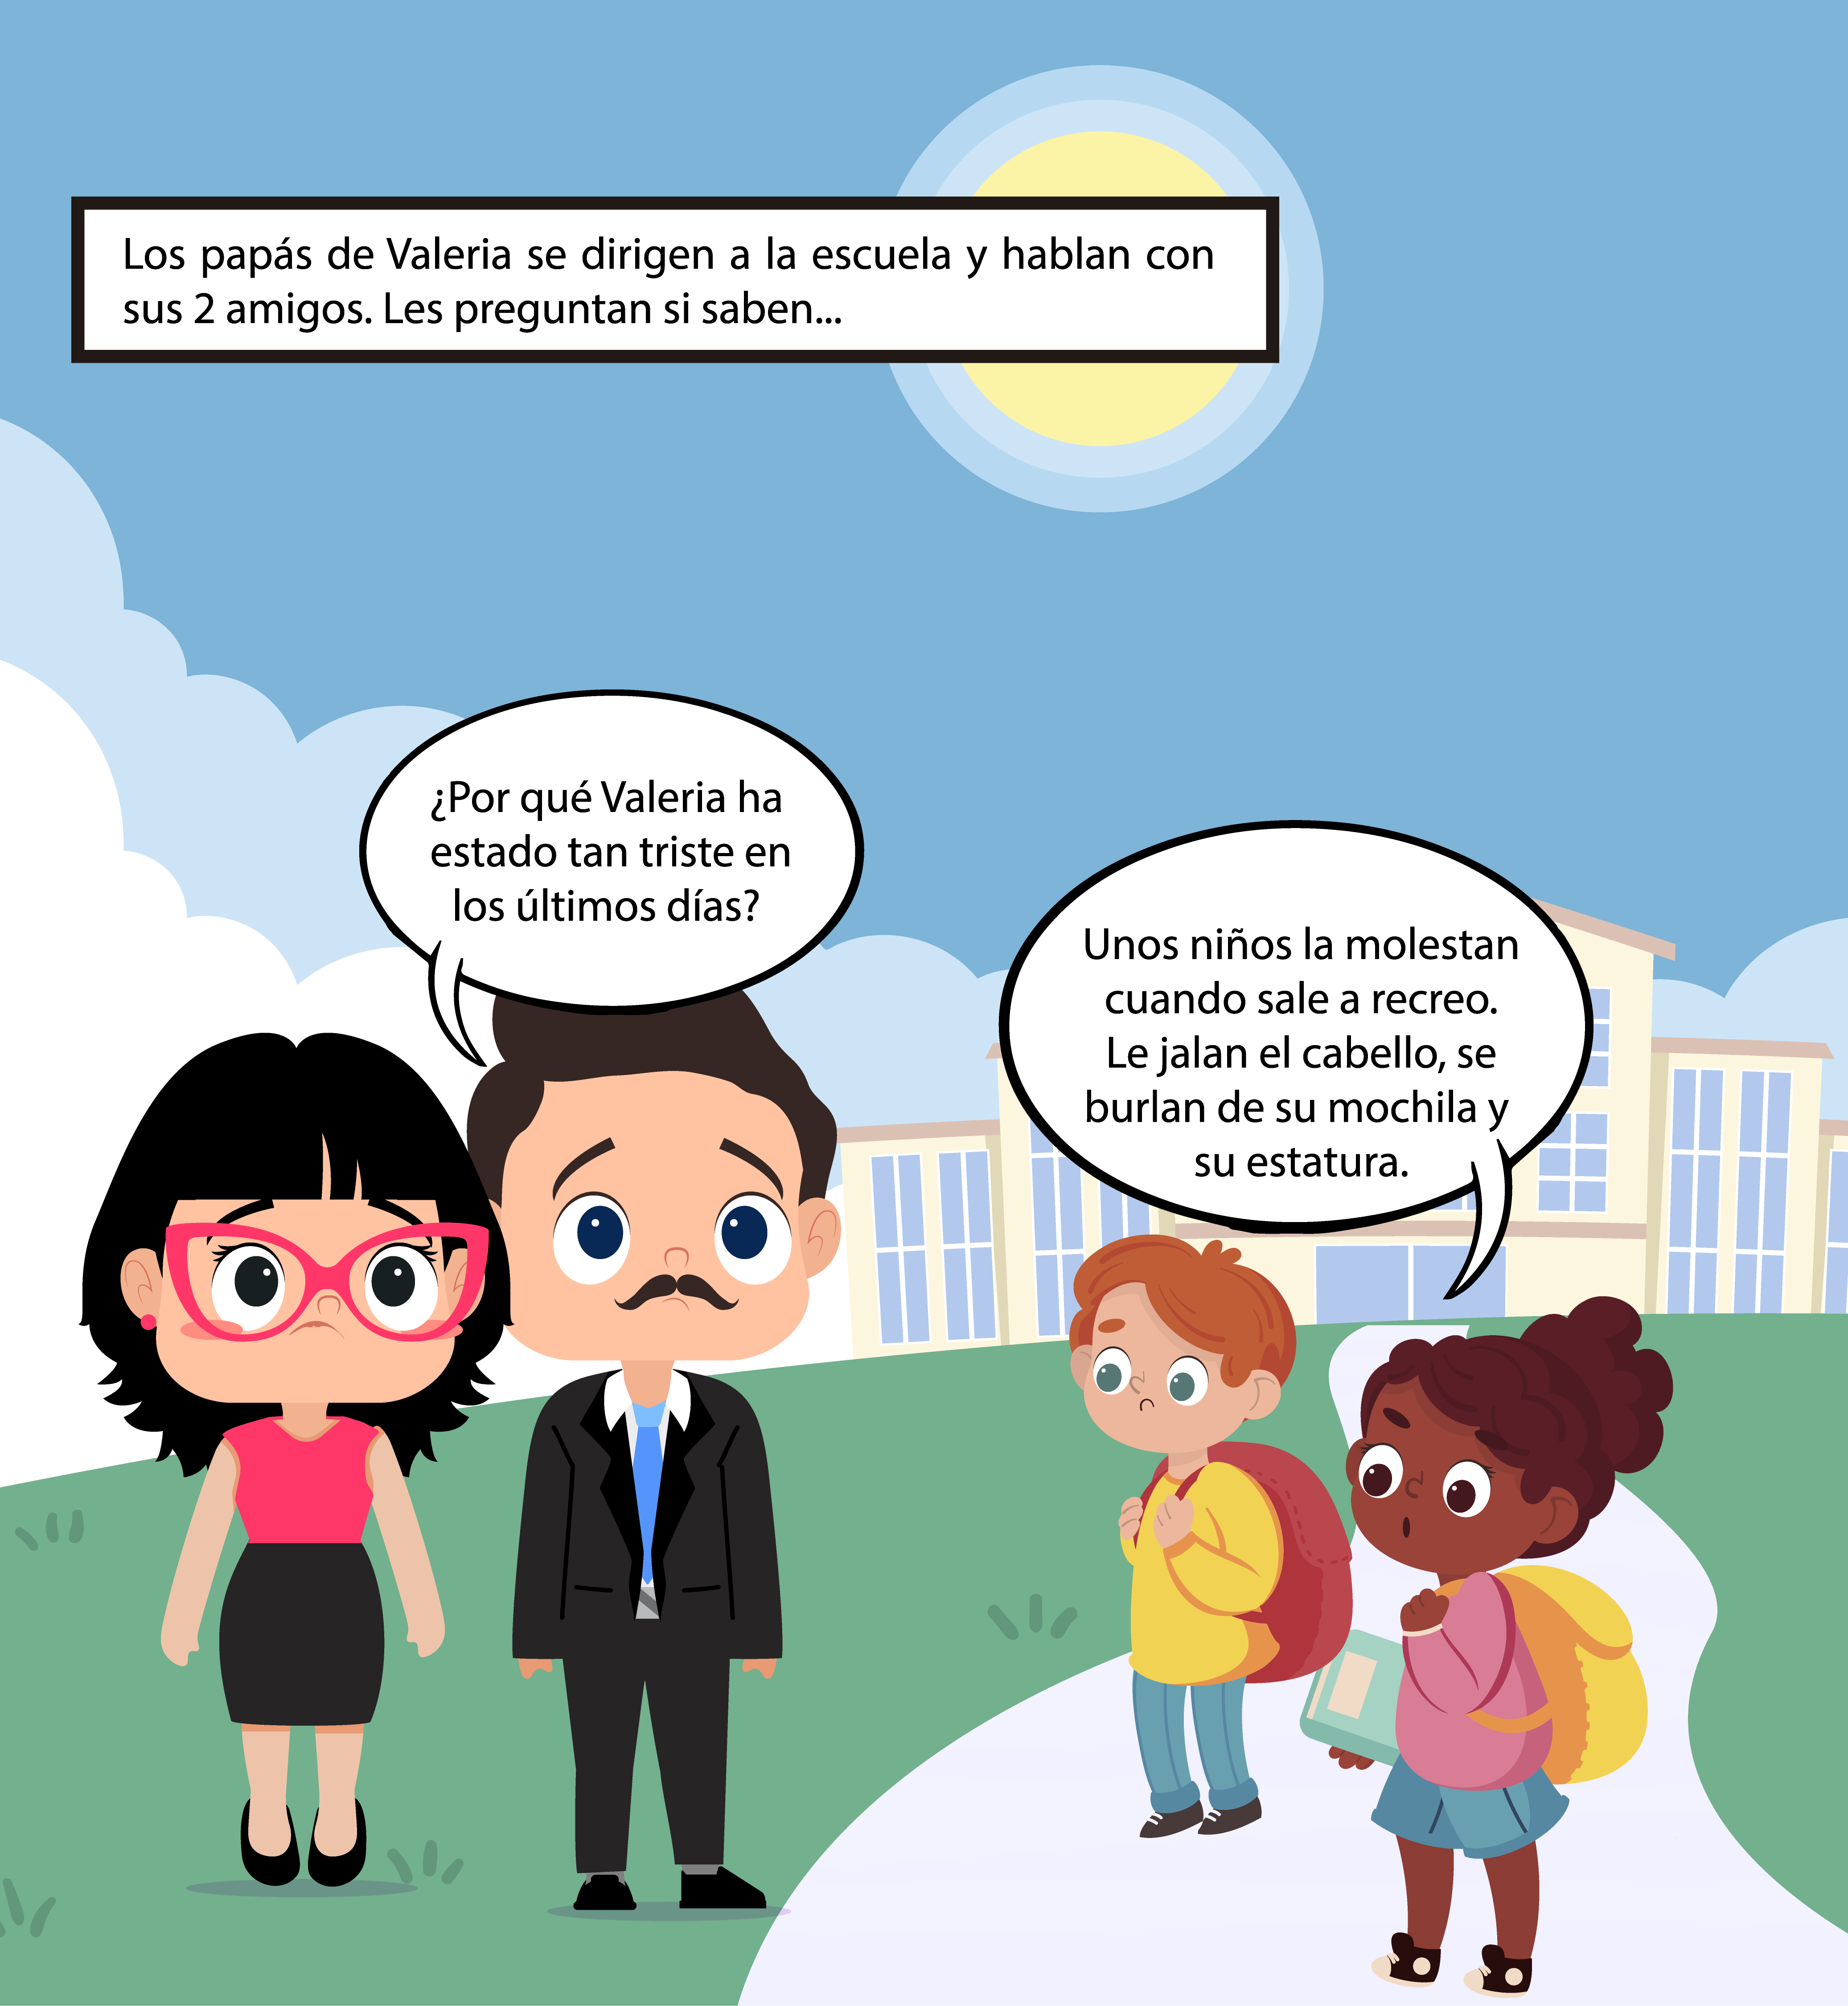 Los papás de Valeria se dirigen a la escuela y hablan con
sus 2 amigos. Les preguntan si saben...
¿Por qué Valeria ha
estado tan triste en
los últimos días?
Unos niños la molestan
cuando sale a recreo.
Le jalan el cabello, se
burlan de su mochila y
su estatura.